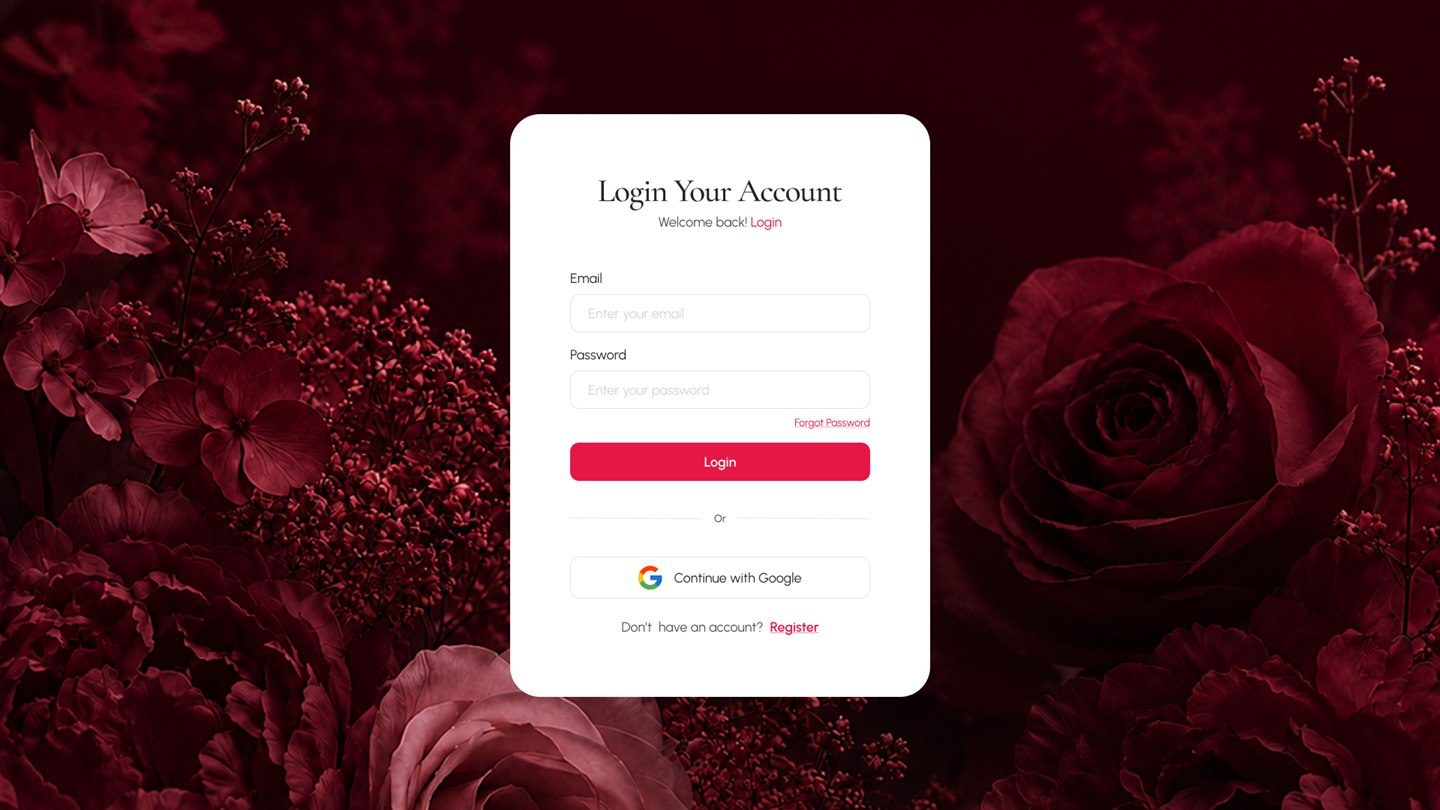 Login Your Account
Welcome back! Login
Email
Enter your email
Password
Enter your password
Forgot Password
Login
Or
Continue with Google
Don't have an account? Register